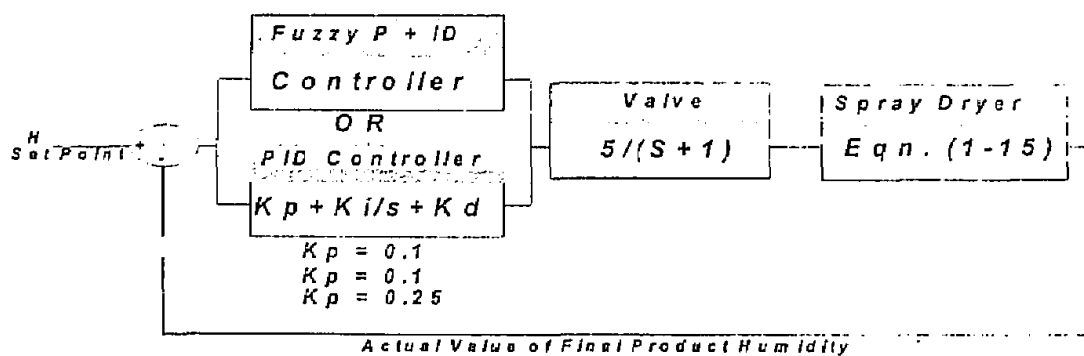 Fuzzy P + ID
Controller
OR
PID Controller
Kp + Ki/s + Kd
Kp = 0.1
Kp = 0.1
Kp = 0.25
H
Set Point
+
-
Valve
5/(S+1)
Spray Dryer
Eqn. (1-15)
Actual Value of Final Product Humidity